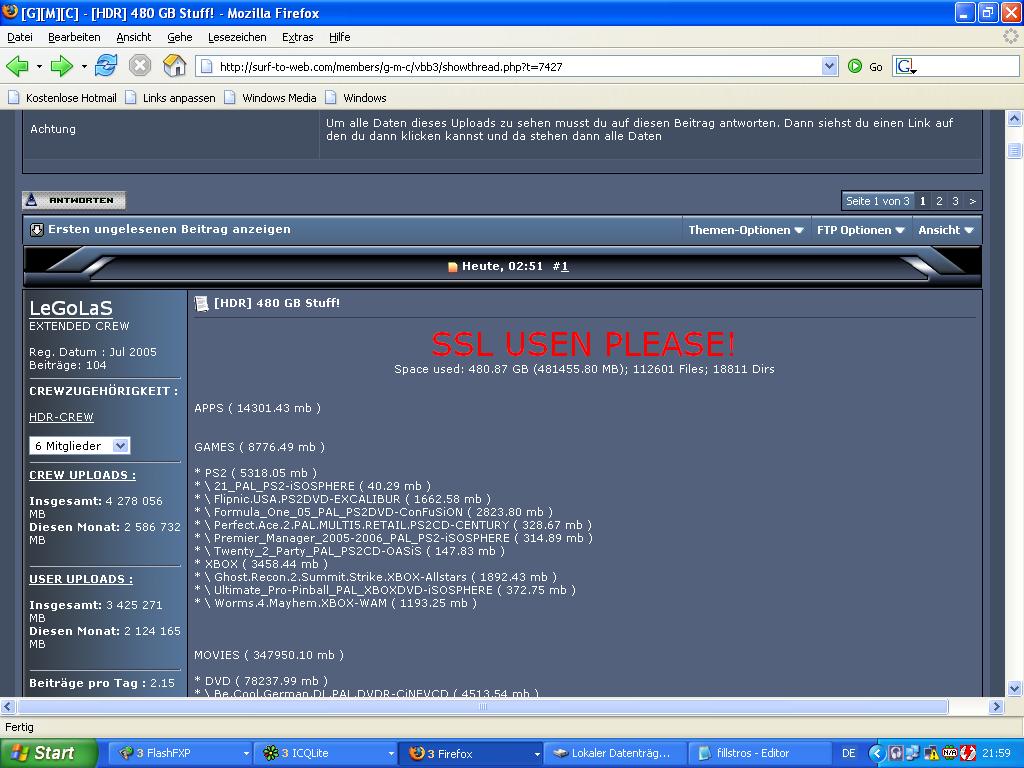 [G][M][C] - [HDR] 480 GB Stuff! - Mozilla Firefox
Datei Bearbeiten Ansicht Gehe Lesezeichen Extras Hilfe
http://surf-to-web.com/members/g-m-c/vbb3/showthread.php?t=7427 Go G
Kostenlose Hotmail Links anpassen Windows Media Windows
Achtung
Um alle Daten dieses Uploads zu sehen musst du auf diesen Beitrag antworten. Dann siehst du einen Link auf
den du dann klicken kannst und da stehen dann alle Daten
ANTWORTEN
Seite 1 von 3 1 2 3 >
Ersten ungelesenen Beitrag anzeigen Themen-Optionen FTP Optionen Ansicht
Heute, 02:51 #1
LeGoLaS
EXTENDED CREW
Reg. Datum : Jul 2005
Beiträge: 104
CREWZUGEHÖRIGKEIT :
HDR-CREW
6 Mitglieder
CREW UPLOADS :
Insgesamt: 4 278 056
MB
Diesen Monat: 2 586 732
MB
USER UPLOADS :
Insgesamt: 3 425 271
MB
Diesen Monat: 2 124 165
MB
Beiträge pro Tag : 2.15
[HDR] 480 GB Stuff!
SSL USEN PLEASE!
Space used: 480.87 GB (481455.80 MB); 112601 Files; 18811 Dirs
APPS ( 14301.43 mb )
GAMES ( 8776.49 mb )
* PS2 ( 5318.05 mb )
* \ 21_PAL_PS2-iSOSPHERE ( 40.29 mb )
* \ Flipnic.USA.PS2DVD-EXCALIBUR ( 1662.58 mb )
* \ Formula_One_05_PAL_PS2DVD-ConFuSiON ( 2823.80 mb )
* \ Perfect.Ace.2.PAL.MULTI5.RETAIL.PS2CD-CENTURY ( 328.67 mb )
* \ Premier_Manager_2005-2006_PAL_PS2-iSOSPHERE ( 314.89 mb )
* \ Twenty_2_Party_PAL_PS2CD-OASiS ( 147.83 mb )
* XBOX ( 3458.44 mb )
* \ Ghost.Recon.2.Summit.Strike.XBOX-Allstars ( 1892.43 mb )
* \ Ultimate_Pro-Pinball_PAL_XBOXDVD-iSOSPHERE ( 372.75 mb )
* \ Worms.4.Mayhem.XBOX-WAM ( 1193.25 mb )
MOVIES ( 347950.10 mb )
* DVD ( 78237.99 mb )
* \ Be.Cool.German.DL.PAL.DVDR-CiNEVCD ( 4513.54 mb )
Fertig
Start 3 FlashFXP 3 ICQLite 3 Firefox Lokaler Datenträg... fillstros - Editor DE 21:59